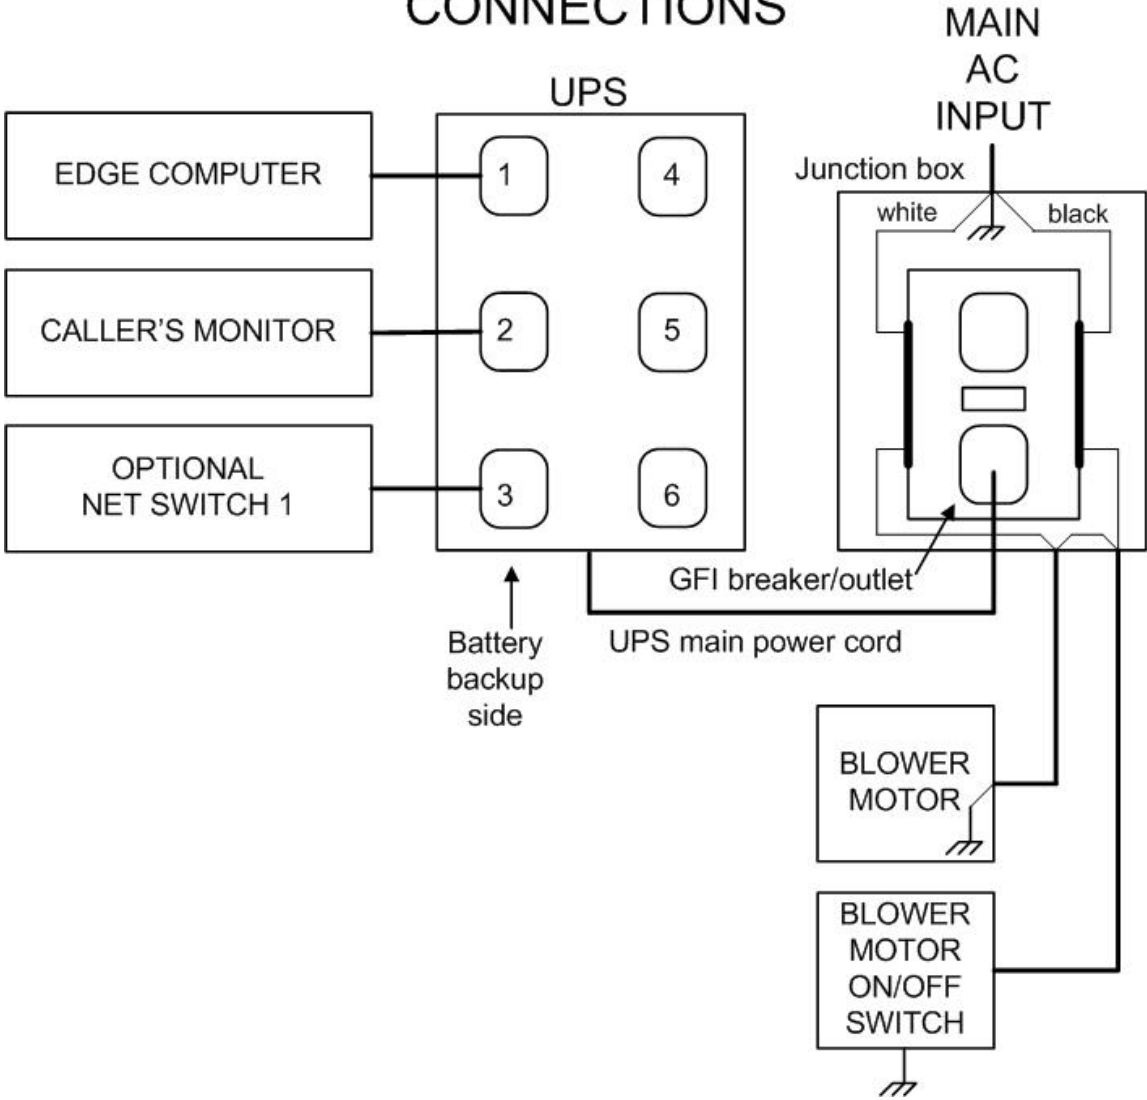 CONNECTIONS
MAIN
AC
INPUT
UPS
Junction box
EDGE COMPUTER
1
4
white
black
CALLER'S MONITOR
2
5
OPTIONAL
NET SWITCH 1
3
6
GFI breaker/outlet
Battery
backup
side
UPS main power cord
BLOWER
MOTOR
BLOWER
MOTOR
ON/OFF
SWITCH